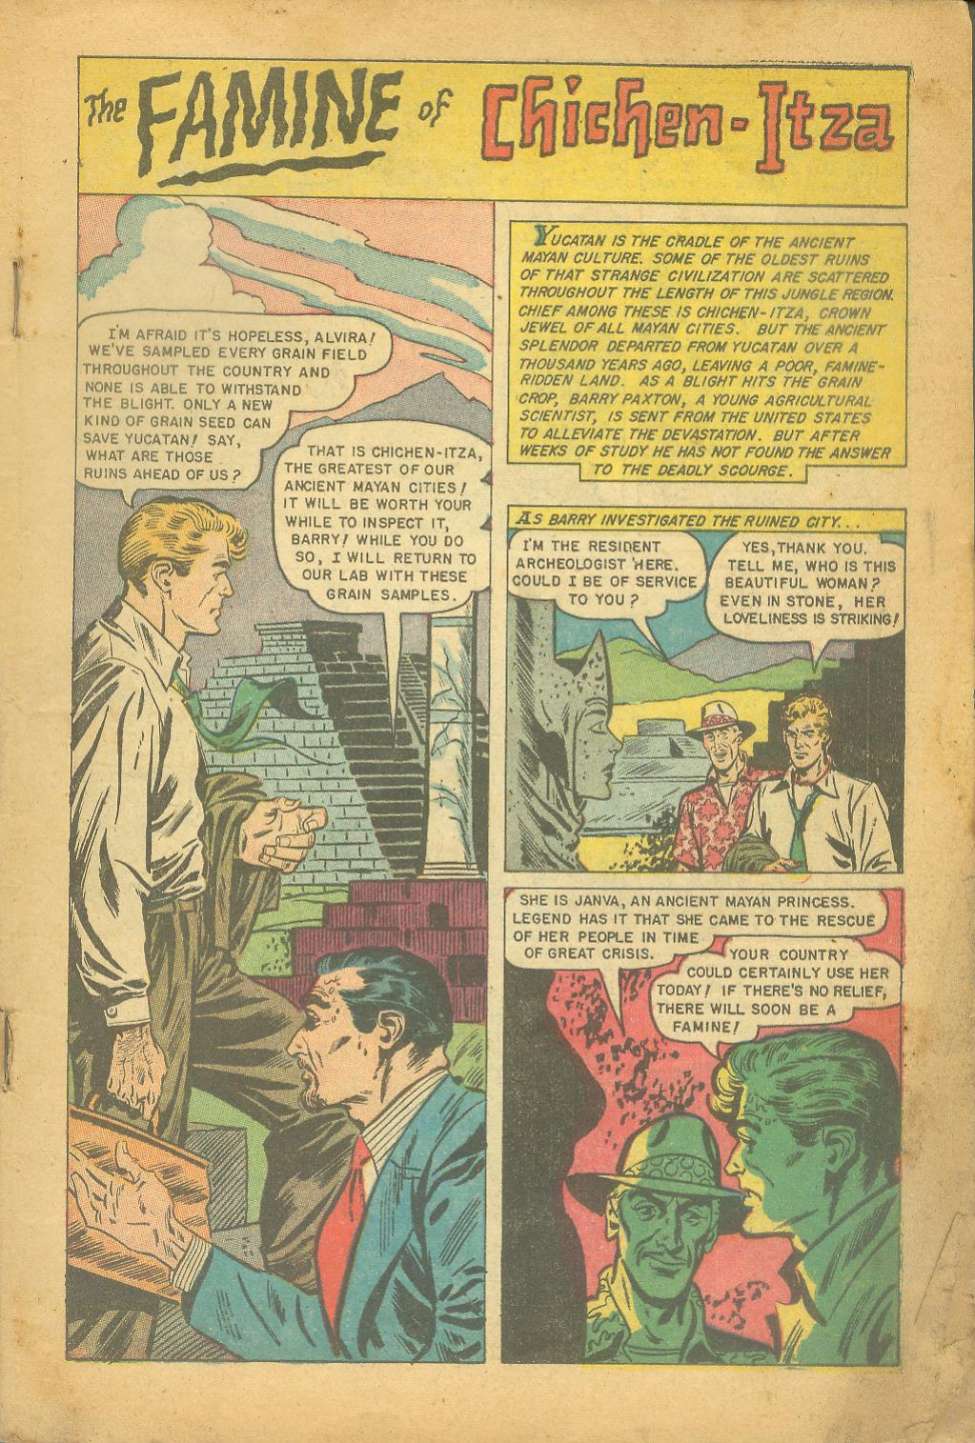 The FAMINE of Chichen-Itza
I'M AFRAID IT'S HOPELESS, ALVIRA!
WE'VE SAMPLED EVERY GRAIN FIELD
THROUGHOUT THE COUNTRY AND
NONE IS ABLE TO WITHSTAND
THE BLIGHT. ONLY A NEW
KIND OF GRAIN SEED CAN
SAVE YUCATAN! SAY,
WHAT ARE THOSE
RUINS AHEAD OF US?
THAT IS CHICHEN-ITZA,
THE GREATEST OF OUR
ANCIENT MAYAN CITIES!
IT WILL BE WORTH YOUR
WHILE TO INSPECT IT,
BARRY! WHILE YOU DO
SO, I WILL RETURN TO
OUR LAB WITH THESE
GRAIN SAMPLES.
YUCATAN IS THE CRADLE OF THE ANCIENT
MAYAN CULTURE. SOME OF THE OLDEST RUINS
OF THAT STRANGE CIVILIZATION ARE SCATTERED
THROUGHOUT THE LENGTH OF THIS JUNGLE REGION.
CHIEF AMONG THESE IS CHICHEN-ITZA, CROWN
JEWEL OF ALL MAYAN CITIES. BUT THE ANCIENT
SPLENDOR DEPARTED FROM YUCATAN OVER A
THOUSAND YEARS AGO, LEAVING A POOR, FAMINE-
RIDDEN LAND. AS A BLIGHT HITS THE GRAIN
CROP, BARRY PAXTON, A YOUNG AGRICULTURAL
SCIENTIST, IS SENT FROM THE UNITED STATES
TO ALLEVIATE THE DEVASTATION. BUT AFTER
WEEKS OF STUDY HE HAS NOT FOUND THE ANSWER
TO THE DEADLY SCOURGE.
AS BARRY INVESTIGATED THE RUINED CITY...
I'M THE RESIDENT
ARCHEOLOGIST HERE.
COULD I BE OF SERVICE
TO YOU?
YES, THANK YOU.
TELL ME, WHO IS THIS
BEAUTIFUL WOMAN?
EVEN IN STONE, HER
LOVELINESS IS STRIKING!
SHE IS JANVA, AN ANCIENT MAYAN PRINCESS.
LEGEND HAS IT THAT SHE CAME TO THE RESCUE
OF HER PEOPLE IN TIME
OF GREAT CRISIS.
YOUR COUNTRY
COULD CERTAINLY USE HER
TODAY! IF THERE'S NO RELIEF,
THERE WILL SOON BE A
FAMINE!